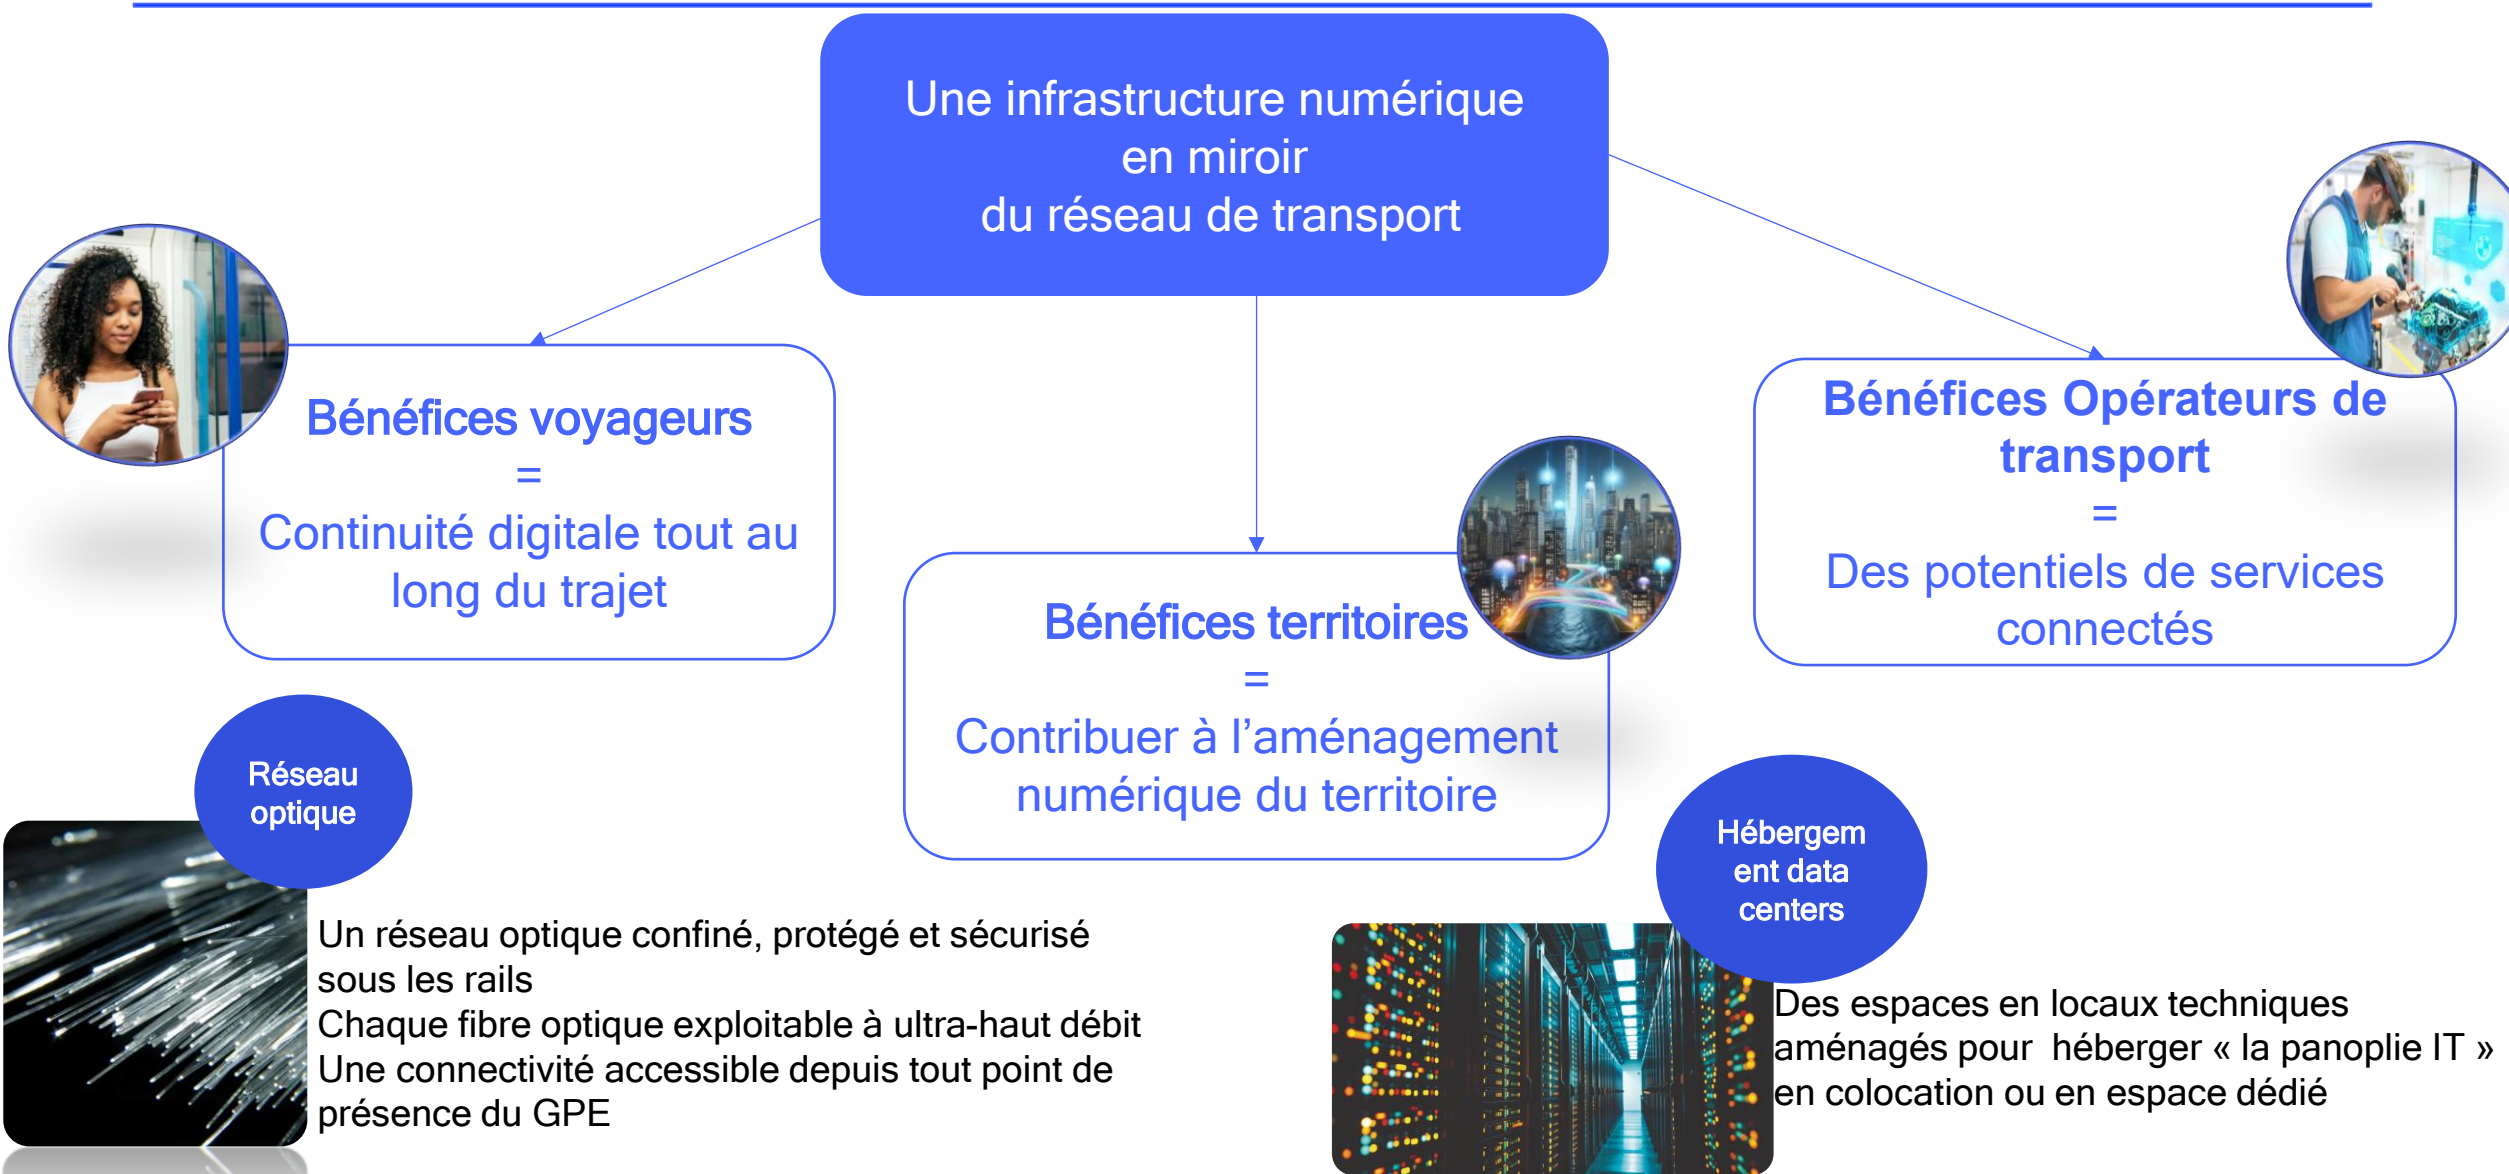 Une infrastructure numérique
en miroir
du réseau de transport
Bénéfices voyageurs
=
Continuité digitale tout au
long du trajet
Bénéfices territoires
=
Contribuer à l’aménagement
numérique du territoire
Bénéfices Opérateurs de
transport
=
Des potentiels de services
connectés
Réseau
optique
Un réseau optique confiné, protégé et sécurisé
sous les rails
Chaque fibre optique exploitable à ultra-haut débit
Une connectivité accessible depuis tout point de
présence du GPE
Hébergem
ent data
centers
Des espaces en locaux techniques
aménagés pour  héberger « la panoplie IT »
en colocation ou en espace dédié